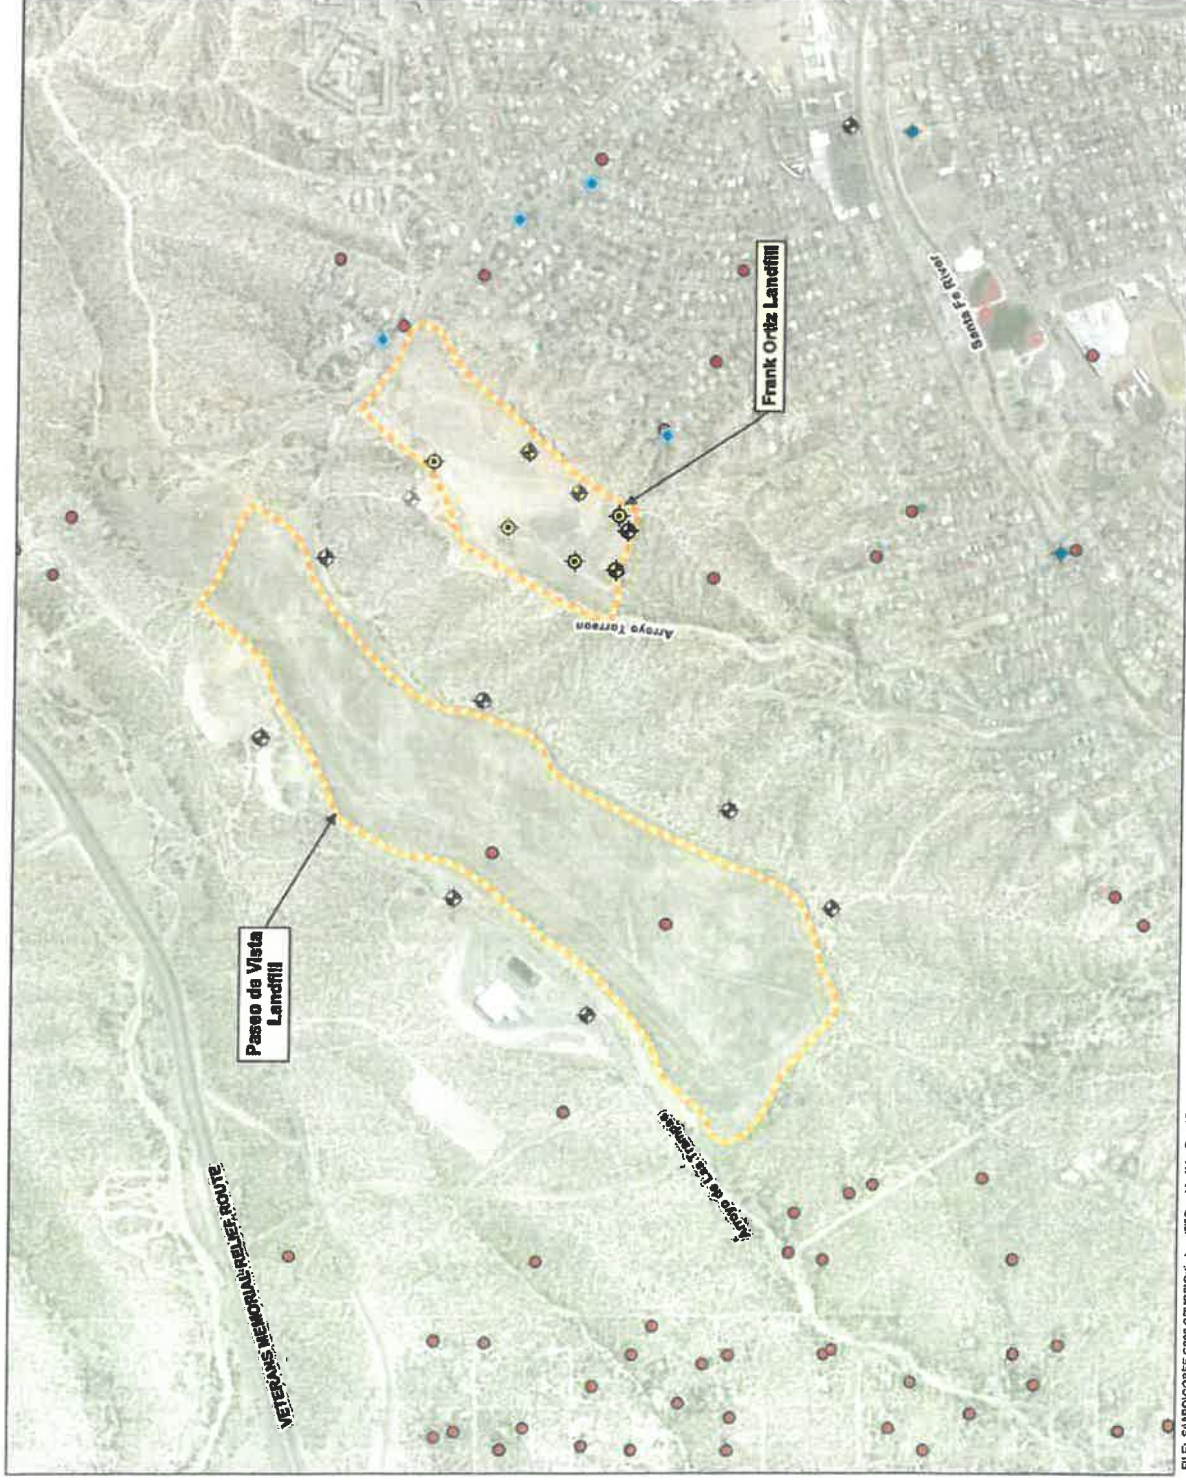 VETERANS MEMORIAL RELIEF ROUTE
Paseo de Vista
Landfill
Arroyo de Las Trampas
Arroyo Torreon
Frank Ortiz Landfill
Santa Fe River